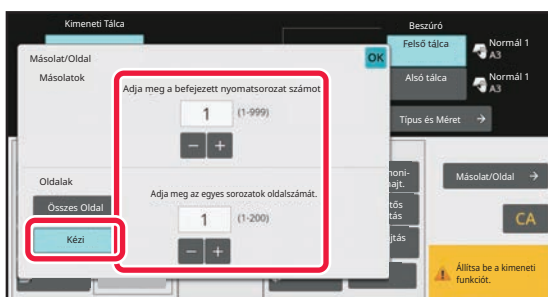 Kimeneti Tálca
Beszúró
Felső tálca
Normál 1
A3
Másolat/Oldal
OK
Másolatok
Adja meg a befejezett nyomatsorozat számot
1
(1-999)
Alsó tálca
Normál 1
A3
− +
Típus és Méret →
Oldalak
Adja meg az egyes sorozatok oldalszámát.
Összes Oldal
1
(1-200)
Kézi
− +
Másolat/Oldal →
CA
Állítsa be a kimeneti
funkciót.